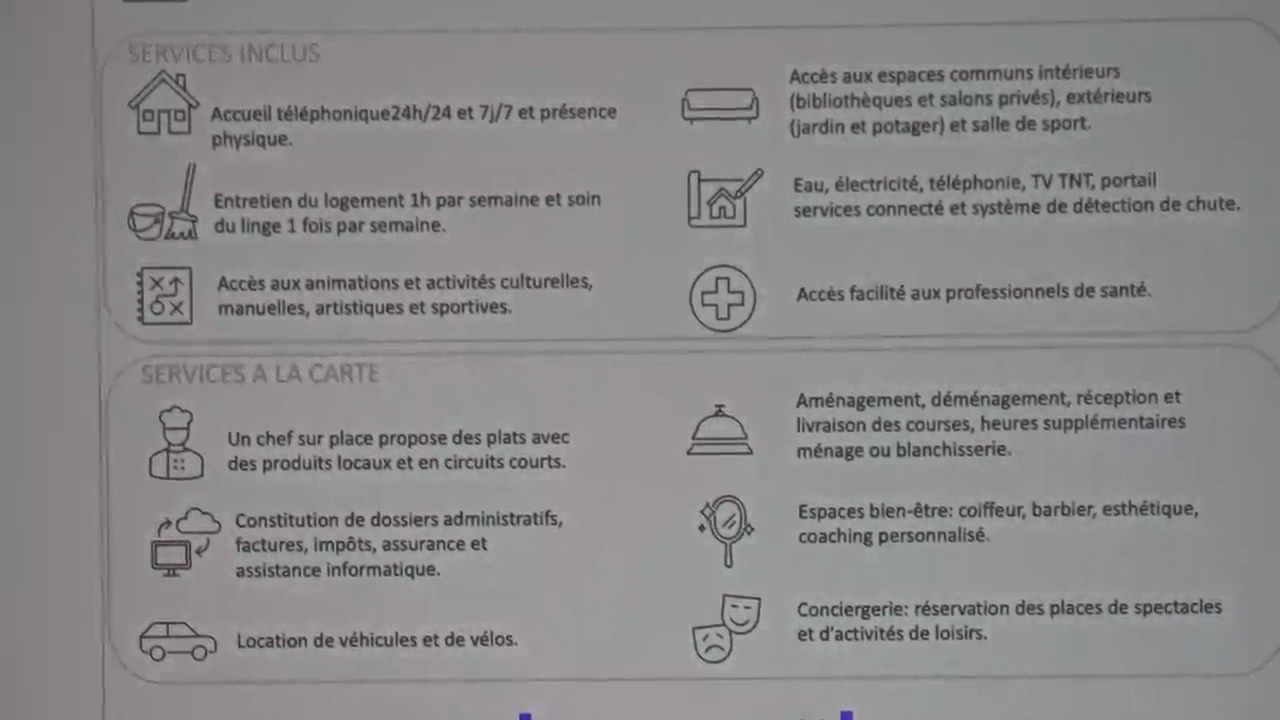 SERVICES INCLUS
Accueil téléphonique24h/24 et 7j/7 et présence
physique.
Entretien du logement 1h par semaine et soin
du linge 1 fois par semaine.
Accès aux animations et activités culturelles,
manuelles, artistiques et sportives.
Accès aux espaces communs intérieurs
(bibliothèques et salons privés), extérieurs
(jardin et potager) et salle de sport.
Eau, électricité, téléphonie, TV TNT, portail
services connecté et système de détection de chute.
Accès facilité aux professionnels de santé.
SERVICES A LA CARTE
Un chef sur place propose des plats avec
des produits locaux et en circuits courts.
Constitution de dossiers administratifs,
factures, impôts, assurance et
assistance informatique.
Location de véhicules et de vélos.
Aménagement, déménagement, réception et
livraison des courses, heures supplémentaires
ménage ou blanchisserie.
Espaces bien-être: coiffeur, barbier, esthétique,
coaching personnalisé.
Conciergerie: réservation des places de spectacles
et d'activités de loisirs.